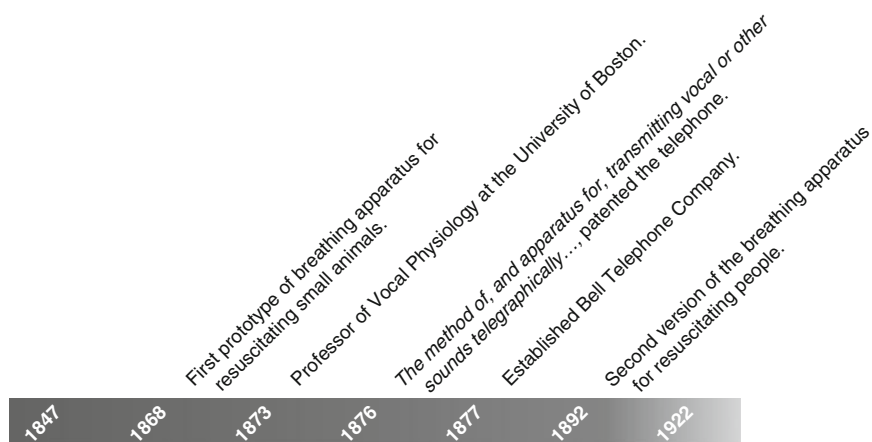 First prototype of breathing apparatus for
resuscitating small animals.
Professor of Vocal Physiology at the University of Boston.
The method of, and apparatus for, transmitting vocal or other
sounds telegraphically…, patented the telephone.
Established Bell Telephone Company.
Second version of the breathing apparatus
for resuscitating people.
1847
1868
1873
1876
1877
1892
1922